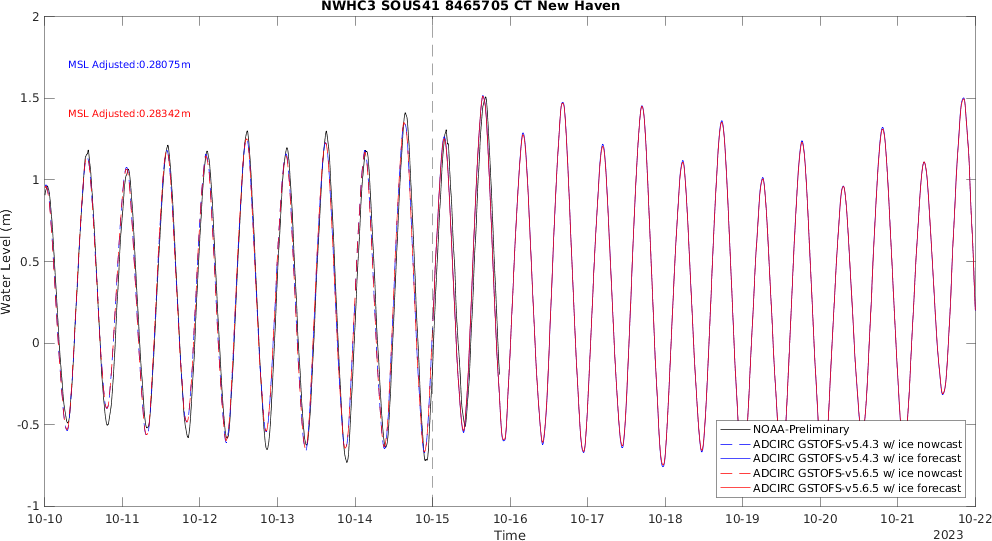 NWHC3 SOUS41 8465705 CT New Haven
2
MSL Adjusted:0.28075m
1.5
MSL Adjusted:0.28342m
1
0.5
0
-0.5
-1
Water Level (m)
NOAA-Preliminary
ADCIRC GSTOFS-v5.4.3 w/ ice nowcast
ADCIRC GSTOFS-v5.4.3 w/ ice forecast
ADCIRC GSTOFS-v5.6.5 w/ ice nowcast
ADCIRC GSTOFS-v5.6.5 w/ ice forecast
10-10 10-11 10-12 10-13 10-14 10-15 10-16 10-17 10-18 10-19 10-20 10-21 10-22
Time
2023